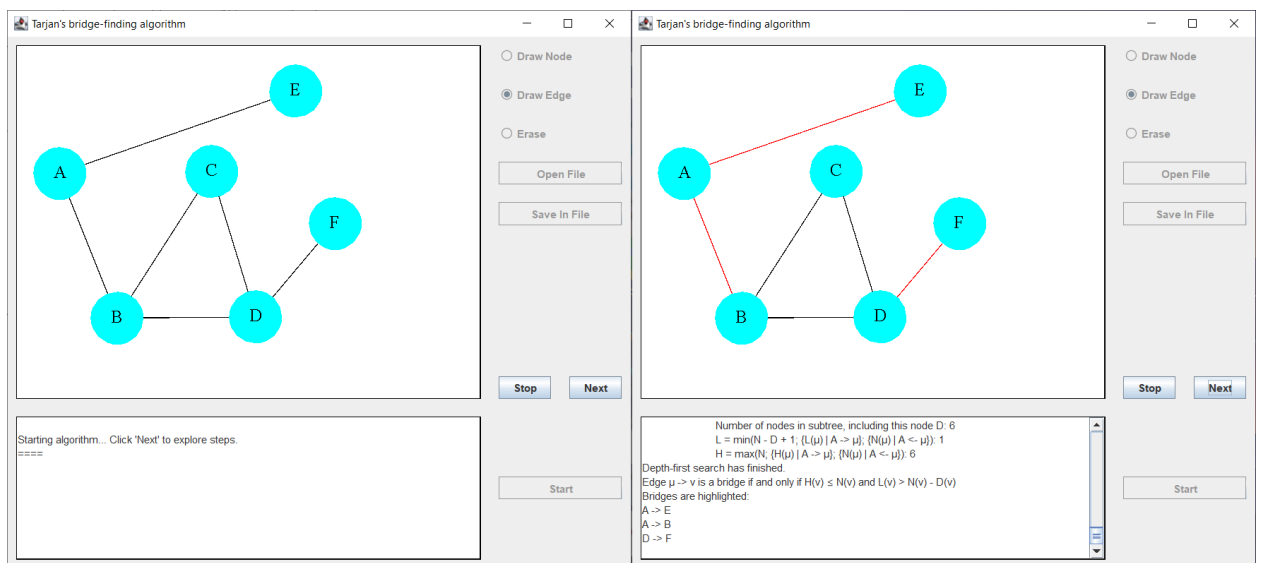 Tarjan's bridge-finding algorithm
E
A
C
F
B
D
Draw Node
Draw Edge
Erase
Open File
Save In File
Stop
Next
Starting algorithm... Click 'Next' to explore steps.
====
Start
Tarjan's bridge-finding algorithm
E
A
C
F
B
D
Draw Node
Draw Edge
Erase
Open File
Save In File
Stop
Next
Number of nodes in subtree, including this node D: 6
L = min(N - D + 1; {L(μ) | A -> μ}; {N(μ) | A <- μ}): 1
H = max(N; {H(μ) | A -> μ}; {N(μ) | A <- μ}): 6
Depth-first search has finished.
Edge μ -> v is a bridge if and only if H(v) ≤ N(v) and L(v) > N(v) - D(v)
Bridges are highlighted:
A -> E
A -> B
D -> F
Start